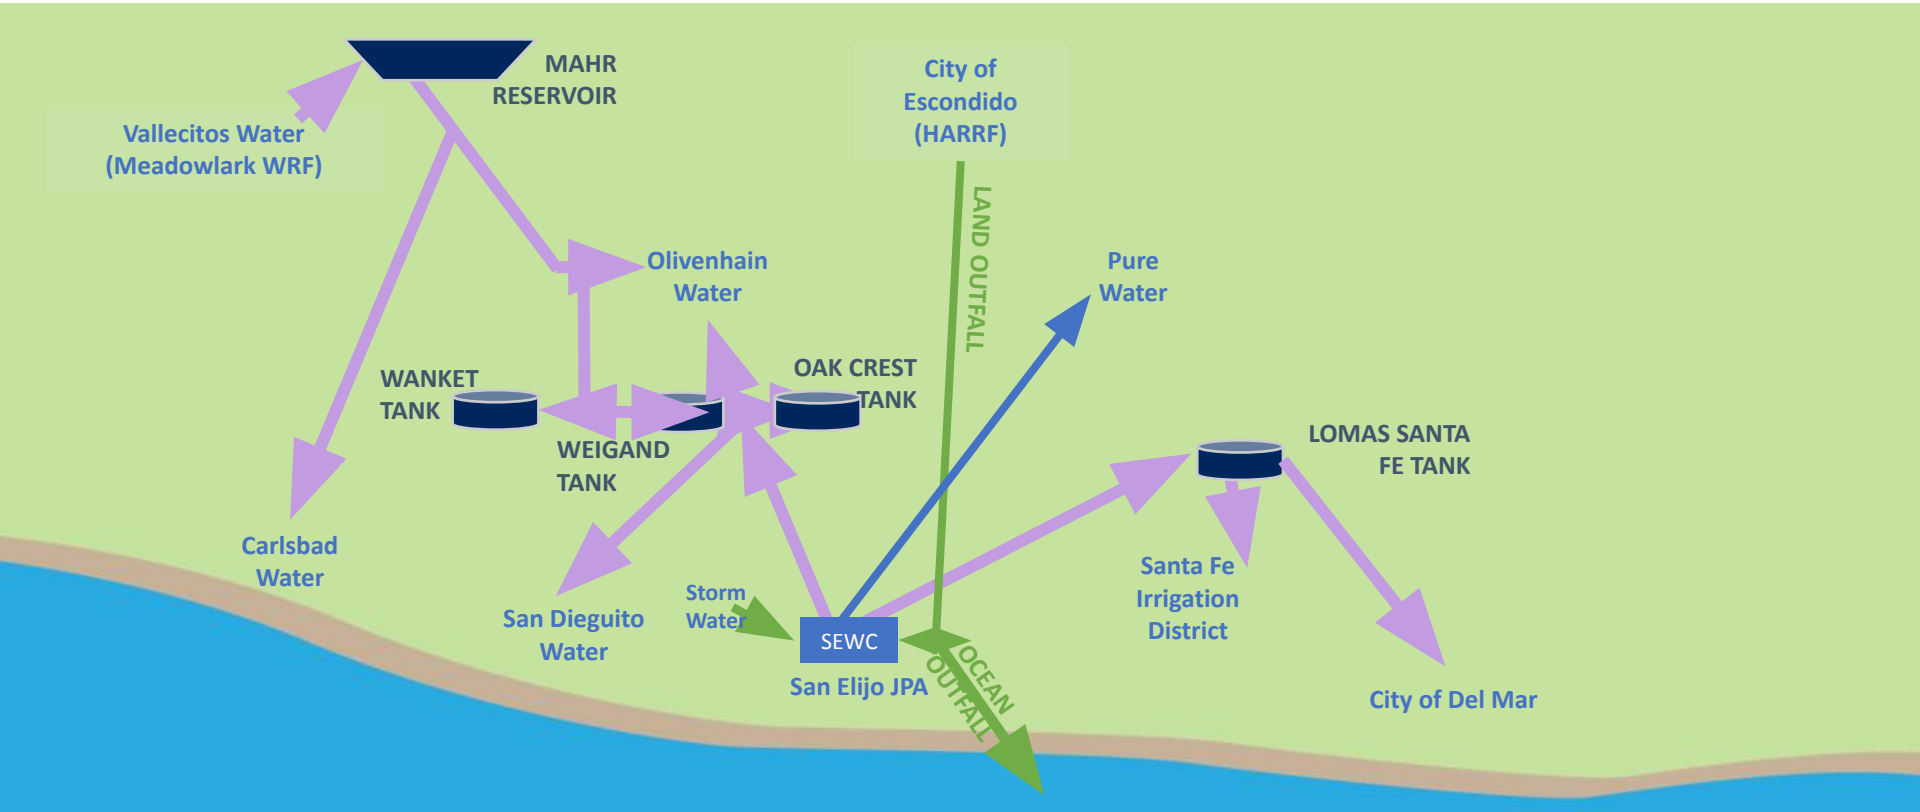 MAHR
RESERVOIR
City of
Escondido
(HARRF)
Vallecitos Water
(Meadowlark WRF)
LAND OUTFALL
Olivenhain
Water
Pure
Water
WANKET
TANK
OAK CREST
TANK
WEIGAND
TANK
LOMAS SANTA
FE TANK
Carlsbad
Water
Santa Fe
Irrigation
District
Storm
Water
San Dieguito
Water
SEWC
San Elijo JPA
OCEAN
OUTFALL
City of Del Mar